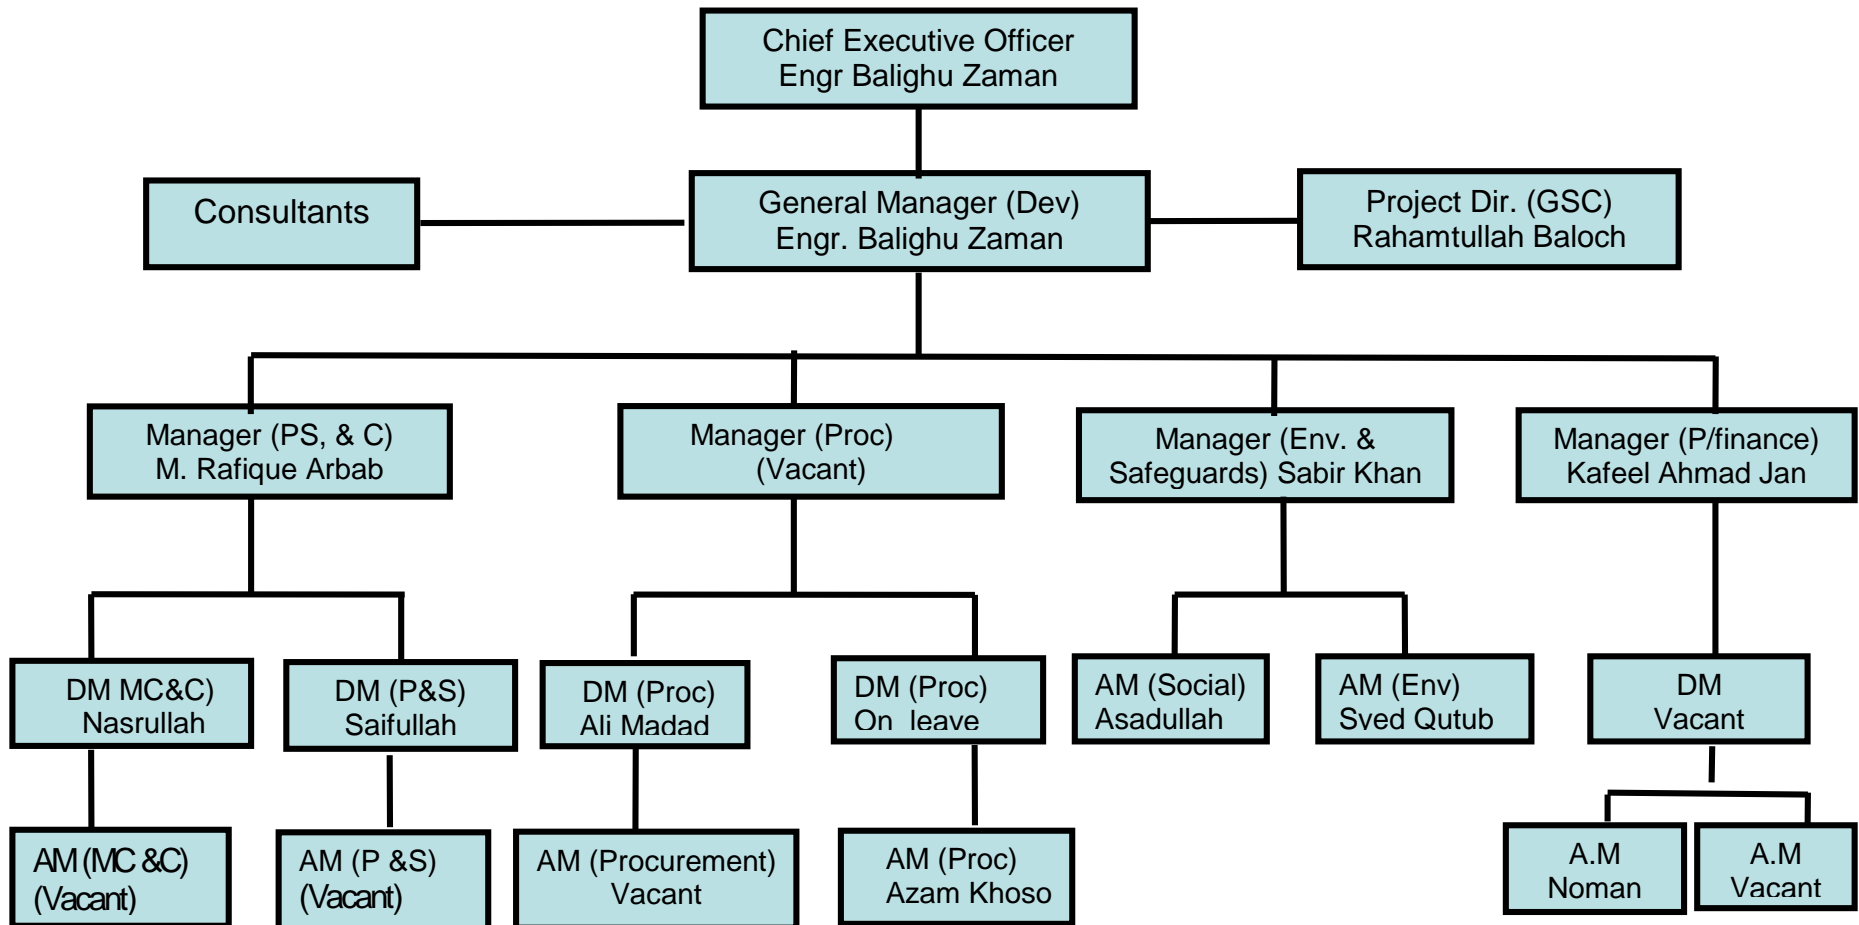 Chief Executive Officer
Engr Balighu Zaman
Consultants
General Manager (Dev)
Engr. Balighu Zaman
Project Dir. (GSC)
Rahamtullah Baloch
Manager (PS, & C)
M. Rafique Arbab
Manager (Proc)
(Vacant)
Manager (Env. &
Safeguards) Sabir Khan
Manager (P/finance)
Kafeel Ahmad Jan
DM MC&C)
Nasrullah
DM (P&S)
Saifullah
DM (Proc)
Ali Madad
DM (Proc)
On leave
AM (Social)
Asadullah
AM (Env)
Syed Qutub
DM
Vacant
AM (MC &C)
(Vacant)
AM (P &S)
(Vacant)
AM (Procurement)
Vacant
AM (Proc)
Azam Khoso
A.M
Noman
A.M
Vacant